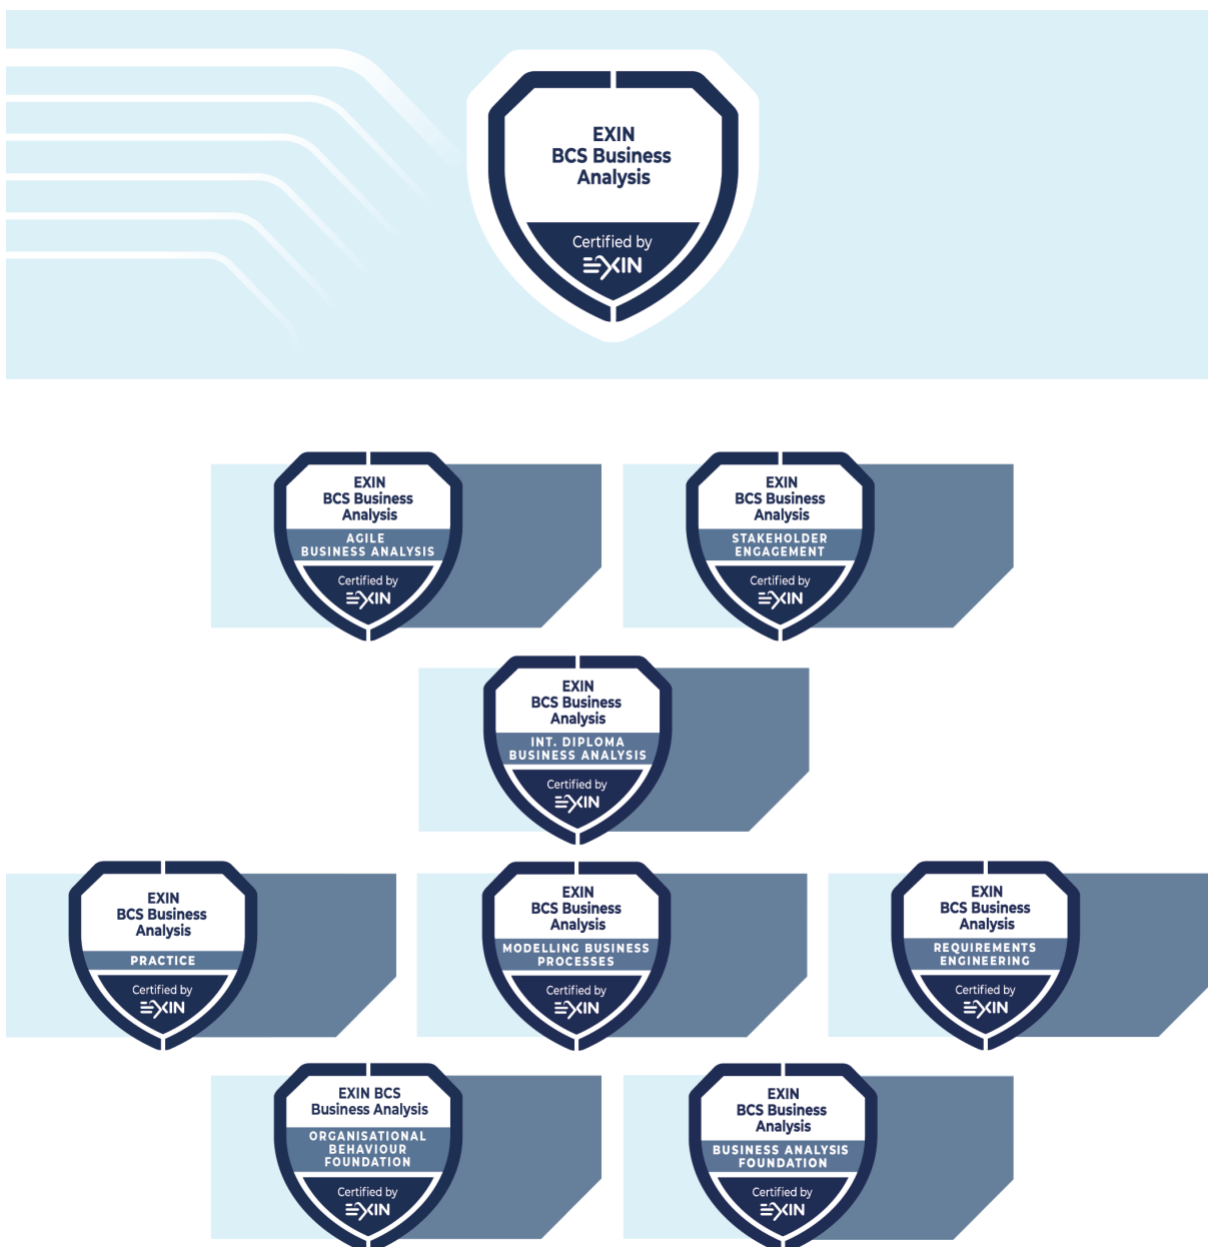 EXIN
BCS Business
Analysis
Certified by
EXIN
EXIN
BCS Business
Analysis
AGILE
BUSINESS ANALYSIS
Certified by
EXIN
EXIN
BCS Business
Analysis
STAKEHOLDER
ENGAGEMENT
Certified by
EXIN
EXIN
BCS Business
Analysis
INT. DIPLOMA
BUSINESS ANALYSIS
Certified by
EXIN
EXIN
BCS Business
Analysis
PRACTICE
Certified by
EXIN
EXIN
BCS Business
Analysis
MODELLING BUSINESS
PROCESSES
Certified by
EXIN
EXIN
BCS Business
Analysis
REQUIREMENTS
ENGINEERING
Certified by
EXIN
EXIN BCS
Business Analysis
ORGANISATIONAL
BEHAVIOUR
FOUNDATION
Certified by
EXIN
EXIN
BCS Business
Analysis
BUSINESS ANALYSIS
FOUNDATION
Certified by
EXIN